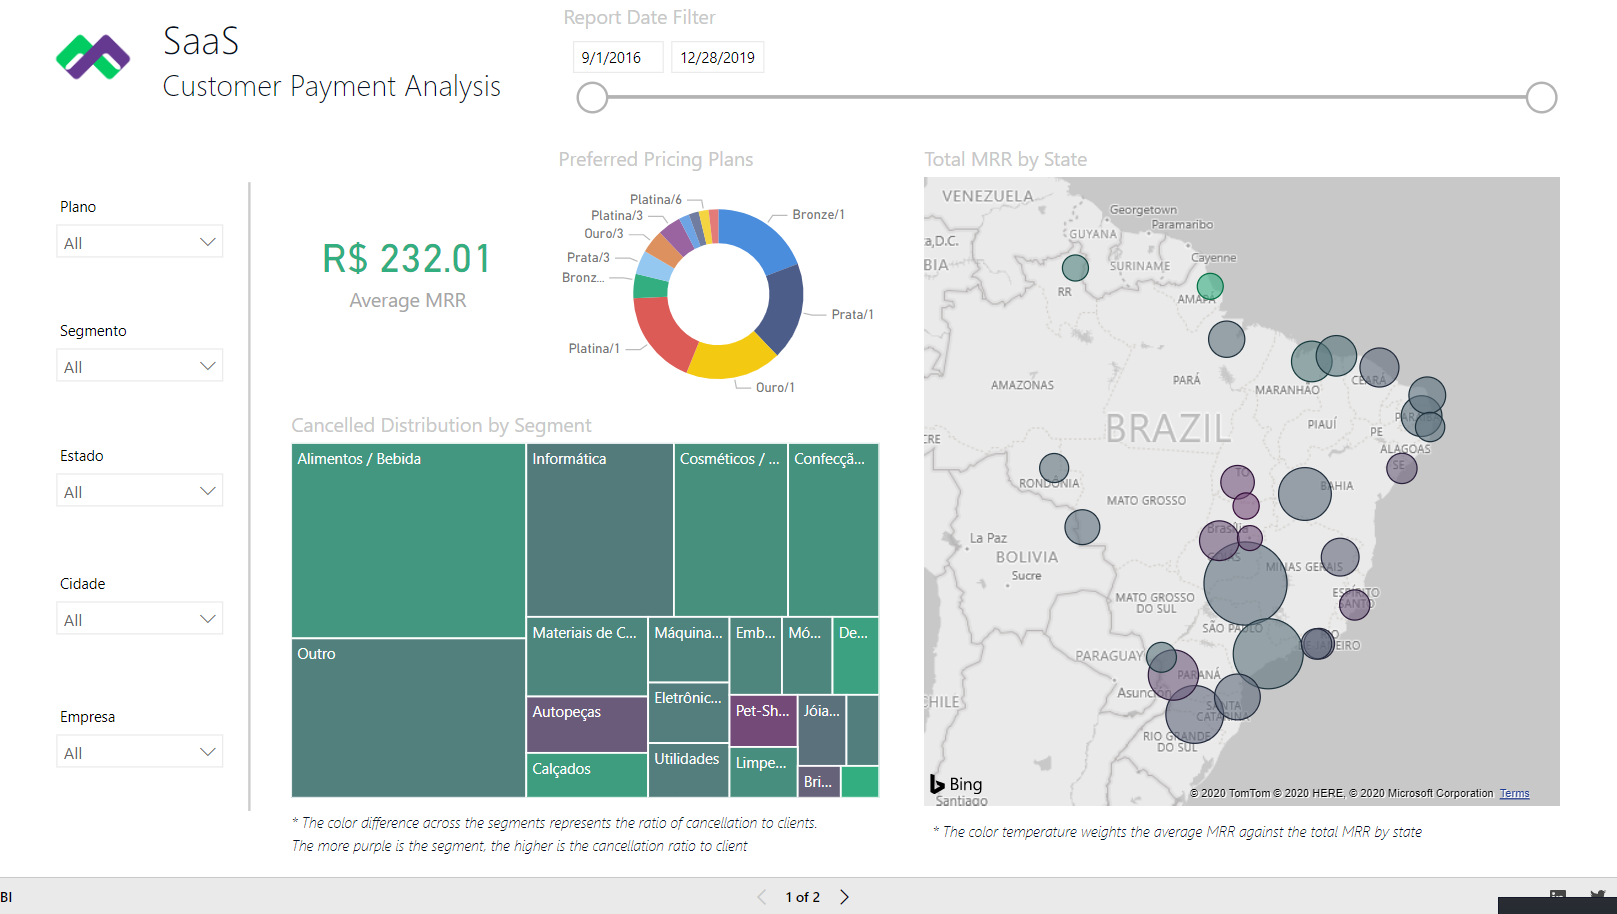 SaaS
Customer Payment Analysis
Report Date Filter
9/1/2016
12/28/2019
Plano
All
Segmento
All
Estado
All
Cidade
All
Empresa
All
R$ 232.01
Average MRR
Preferred Pricing Plans
Platina/6
Platina/3
Ouro/3
Prata/3
Bronz...
Platina/1
Bronze/1
Prata/1
Ouro/1
Cancelled Distribution by Segment
Alimentos / Bebida
Outro
Informática
Cosméticos / ...
Confecçã...
Materiais de C...
Autopeças
Calçados
Máquina...
Eletrônic...
Utilidades
Emb...
Mó...
De...
Pet-Sh...
Limpe...
Jóia...
Bri...
* The color difference across the segments represents the ratio of cancellation to clients.
The more purple is the segment, the higher is the cancellation ratio to client
Total MRR by State
VENEZUELA
Georgetown
Paramaribo
GUYANA
SURINAME
Cayenne
RR
AMAPÁ
AMAZONAS
PARÁ
MARANHÃO
CEARÁ
BRAZIL
PIAUÍ
PE
ALAGOAS
SE
RONDÔNIA
MATO GROSSO
TO
BAHIA
Brasília
GOIÁS
La Paz
BOLIVIA
Sucre
MINAS GERAIS
MATO GROSSO
DO SUL
ESPÍRITO
SANTO
SÃO PAULO
RIO
DE JANEIRO
PARAGUAY
PARANÁ
Asunción
SANTA
CATARINA
CHILE
RIO GRANDE
DO SUL
Santiago
Bing
© 2020 TomTom © 2020 HERE, © 2020 Microsoft Corporation Terms
* The color temperature weights the average MRR against the total MRR by state
BI
1 of 2